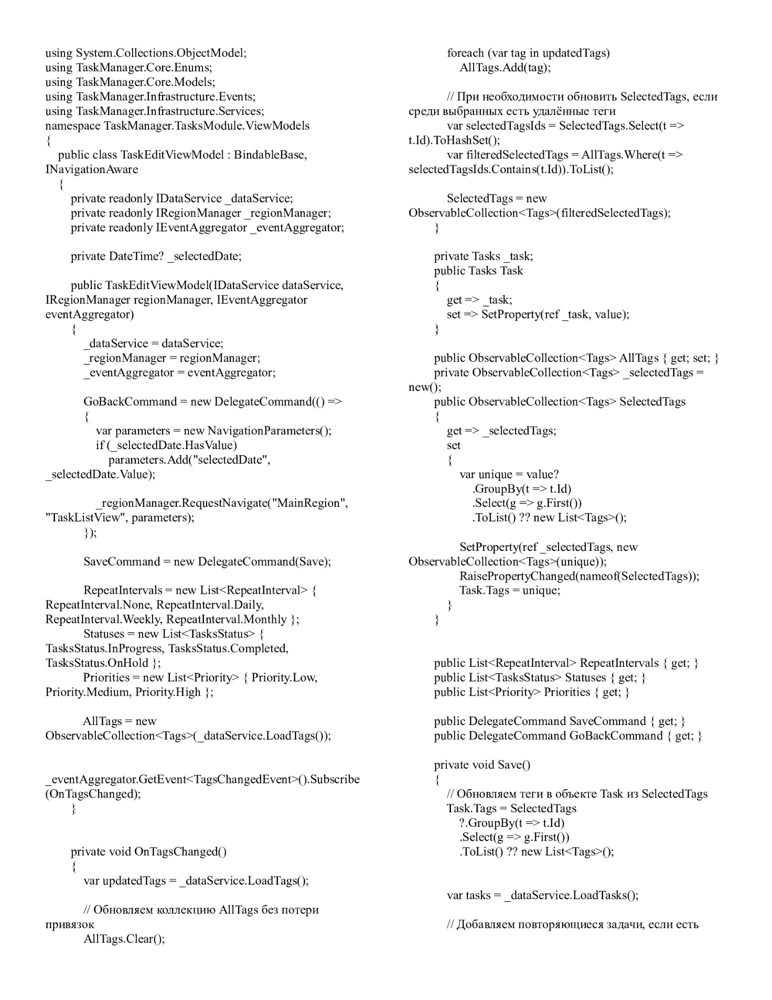 using System.Collections.ObjectModel;
using TaskManager.Core.Enums;
using TaskManager.Core.Models;
using TaskManager.Infrastructure.Events;
using TaskManager.Infrastructure.Services;
namespace TaskManager.TasksModule.ViewModels
{
public class TaskEditViewModel : BindableBase,
INavigationAware
{
private readonly IDataService _dataService;
private readonly IRegionManager _regionManager;
private readonly IEventAggregator _eventAggregator;
private DateTime? _selectedDate;
public TaskEditViewModel(IDataService dataService,
IRegionManager regionManager, IEventAggregator
eventAggregator)
{
_dataService = dataService;
_regionManager = regionManager;
_eventAggregator = eventAggregator;
GoBackCommand = new DelegateCommand(() =>
{
var parameters = new NavigationParameters();
if (_selectedDate.HasValue)
parameters.Add("selectedDate",
_selectedDate.Value);
_regionManager.RequestNavigate("MainRegion",
"TaskListView", parameters);
});
SaveCommand = new DelegateCommand(Save);
RepeatIntervals = new List<RepeatInterval> {
RepeatInterval.None, RepeatInterval.Daily,
RepeatInterval.Weekly, RepeatInterval.Monthly };
Statuses = new List<TasksStatus> {
TasksStatus.InProgress, TasksStatus.Completed,
TasksStatus.OnHold };
Priorities = new List<Priority> { Priority.Low,
Priority.Medium, Priority.High };
AllTags = new
ObservableCollection<Tags>(_dataService.LoadTags());
_eventAggregator.GetEvent<TagsChangedEvent>().Subscribe
(OnTagsChanged);
}
private void OnTagsChanged()
{
var updatedTags = _dataService.LoadTags();
// Обновляем коллекцию AllTags без потери
привязок
AllTags.Clear();
foreach (var tag in updatedTags)
AllTags.Add(tag);
// При необходимости обновить SelectedTags, если
среди выбранных есть удалённые теги
var selectedTagsIds = SelectedTags.Select(t =>
t.Id).ToHashSet();
var filteredSelectedTags = AllTags.Where(t =>
selectedTagsIds.Contains(t.Id)).ToList();
SelectedTags = new
ObservableCollection<Tags>(filteredSelectedTags);
}
private Tasks _task;
public Tasks Task
{
get => _task;
set => SetProperty(ref _task, value);
}
public ObservableCollection<Tags> AllTags { get; set; }
private ObservableCollection<Tags> _selectedTags =
new();
public ObservableCollection<Tags> SelectedTags
{
get => _selectedTags;
set
{
var unique = value?
.GroupBy(t => t.Id)
.Select(g => g.First())
.ToList() ?? new List<Tags>();
SetProperty(ref _selectedTags, new
ObservableCollection<Tags>(unique));
RaisePropertyChanged(nameof(SelectedTags));
Task.Tags = unique;
}
}
public List<RepeatInterval> RepeatIntervals { get; }
public List<TasksStatus> Statuses { get; }
public List<Priority> Priorities { get; }
public DelegateCommand SaveCommand { get; }
public DelegateCommand GoBackCommand { get; }
private void Save()
{
// Обновляем теги в объекте Task из SelectedTags
Task.Tags = SelectedTags
?.GroupBy(t => t.Id)
.Select(g => g.First())
.ToList() ?? new List<Tags>();
var tasks = _dataService.LoadTasks();
// Добавляем повторяющиеся задачи, если есть